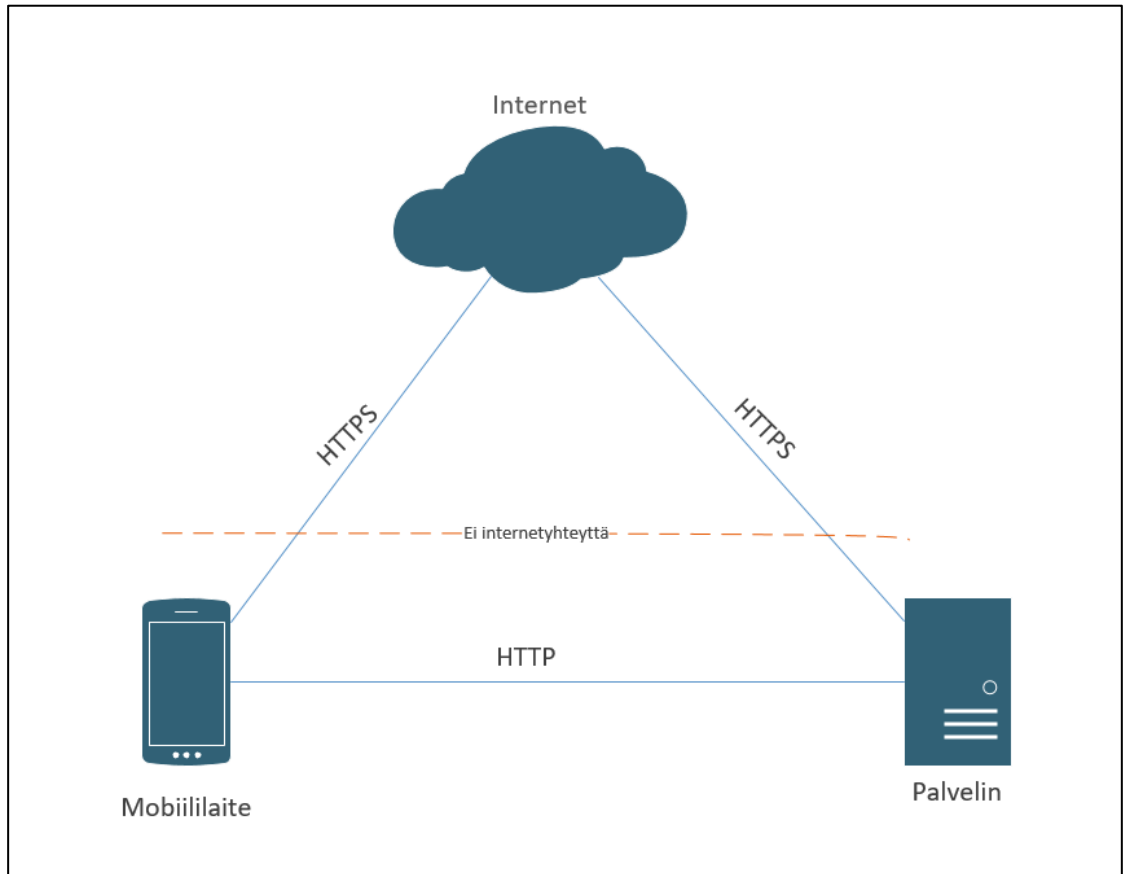 Internet
HTTPS
HTTPS
Ei internetyhteyttä
HTTP
Mobiililaite
Palvelin